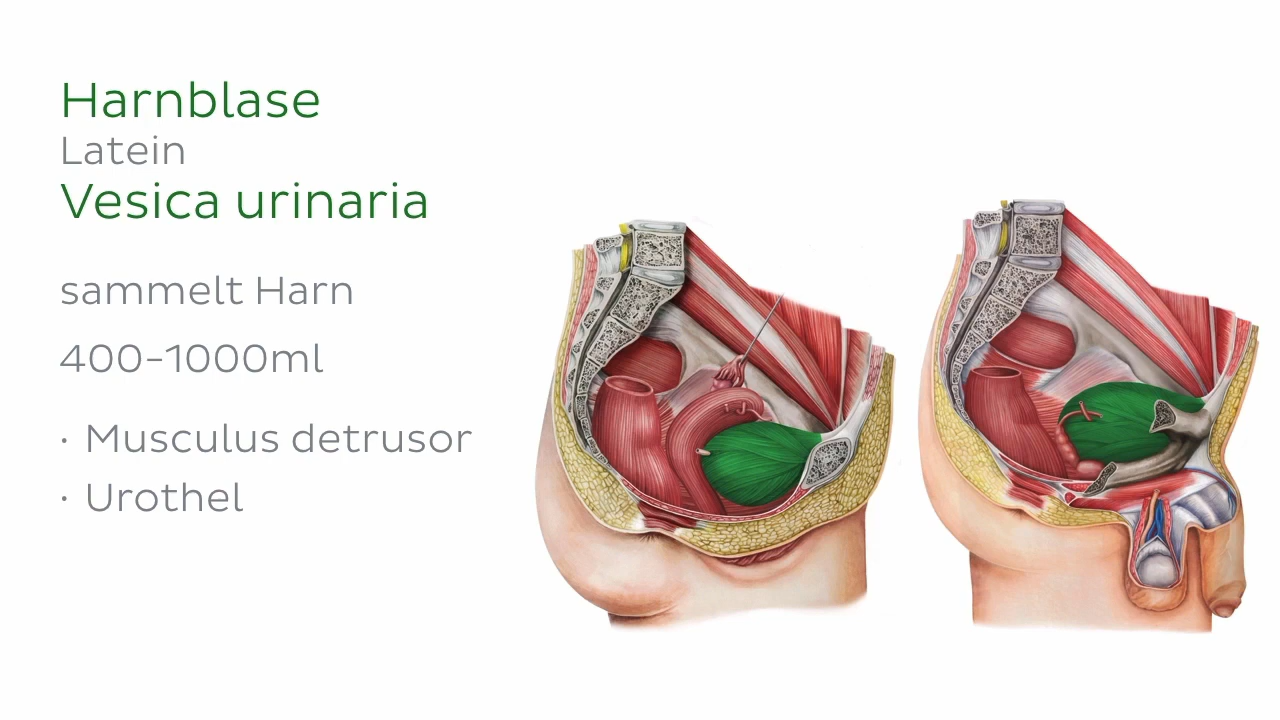 Harnblase
Latein
Vesica urinaria
sammelt Harn
400-1000ml
· Musculus detrusor
· Urothel